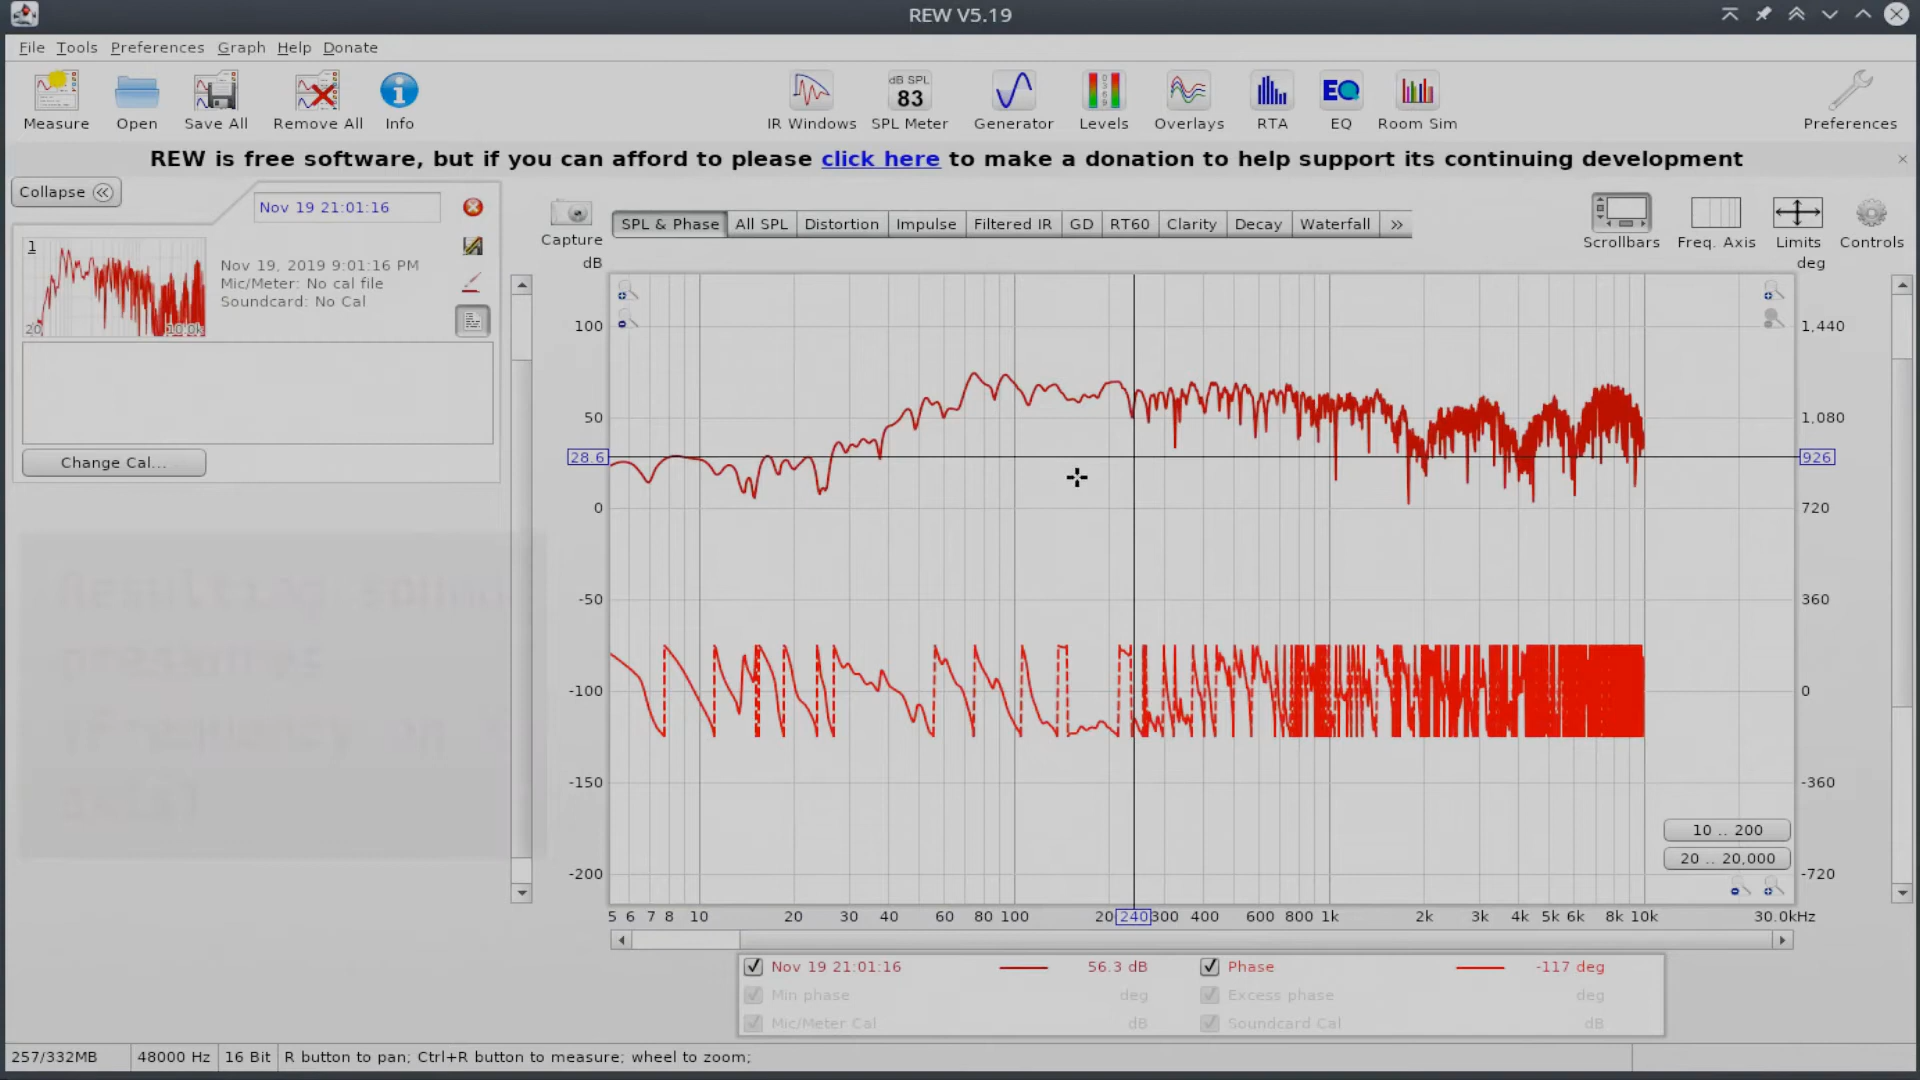 REW V5.19
File Tools Preferences Graph Help Donate
dB SPL
83
EQ
Measure Open Save All Remove All Info IR Windows SPL Meter Generator Levels Overlays RTA EQ Room Sim Preferences
REW is free software, but if you can afford to please click here to make a donation to help support its continuing development
Collapse
Nov 19 21:01:16
1
Nov 19, 2019 9:01:16 PM
Mic/Meter: No cal file
Soundcard: No Cal
20 10.0k
Change Cal...
Capture
SPL & Phase All SPL Distortion Impulse Filtered IR GD RT60 Clarity Decay Waterfall »
Scrollbars Freq. Axis Limits Controls
dB deg
100 1,440
50 1,080
28.6 926
0 720
-50 360
-100 0
-150 -360
-200 -720
10 .. 200
20 .. 20,000
5 6 7 8 10 20 30 40 60 80 100 20 240 300 400 600 800 1k 2k 3k 4k 5k 6k 8k 10k 30.0kHz
Resulting sound
pressures
(frequency on
axis)
Nov 19 21:01:16 56.3 dB Phase -117 deg
Min phase deg Excess phase deg
Mic/Meter Cal dB Soundcard Cal dB
257/332MB 48000 Hz 16 Bit R button to pan; Ctrl+R button to measure; wheel to zoom;